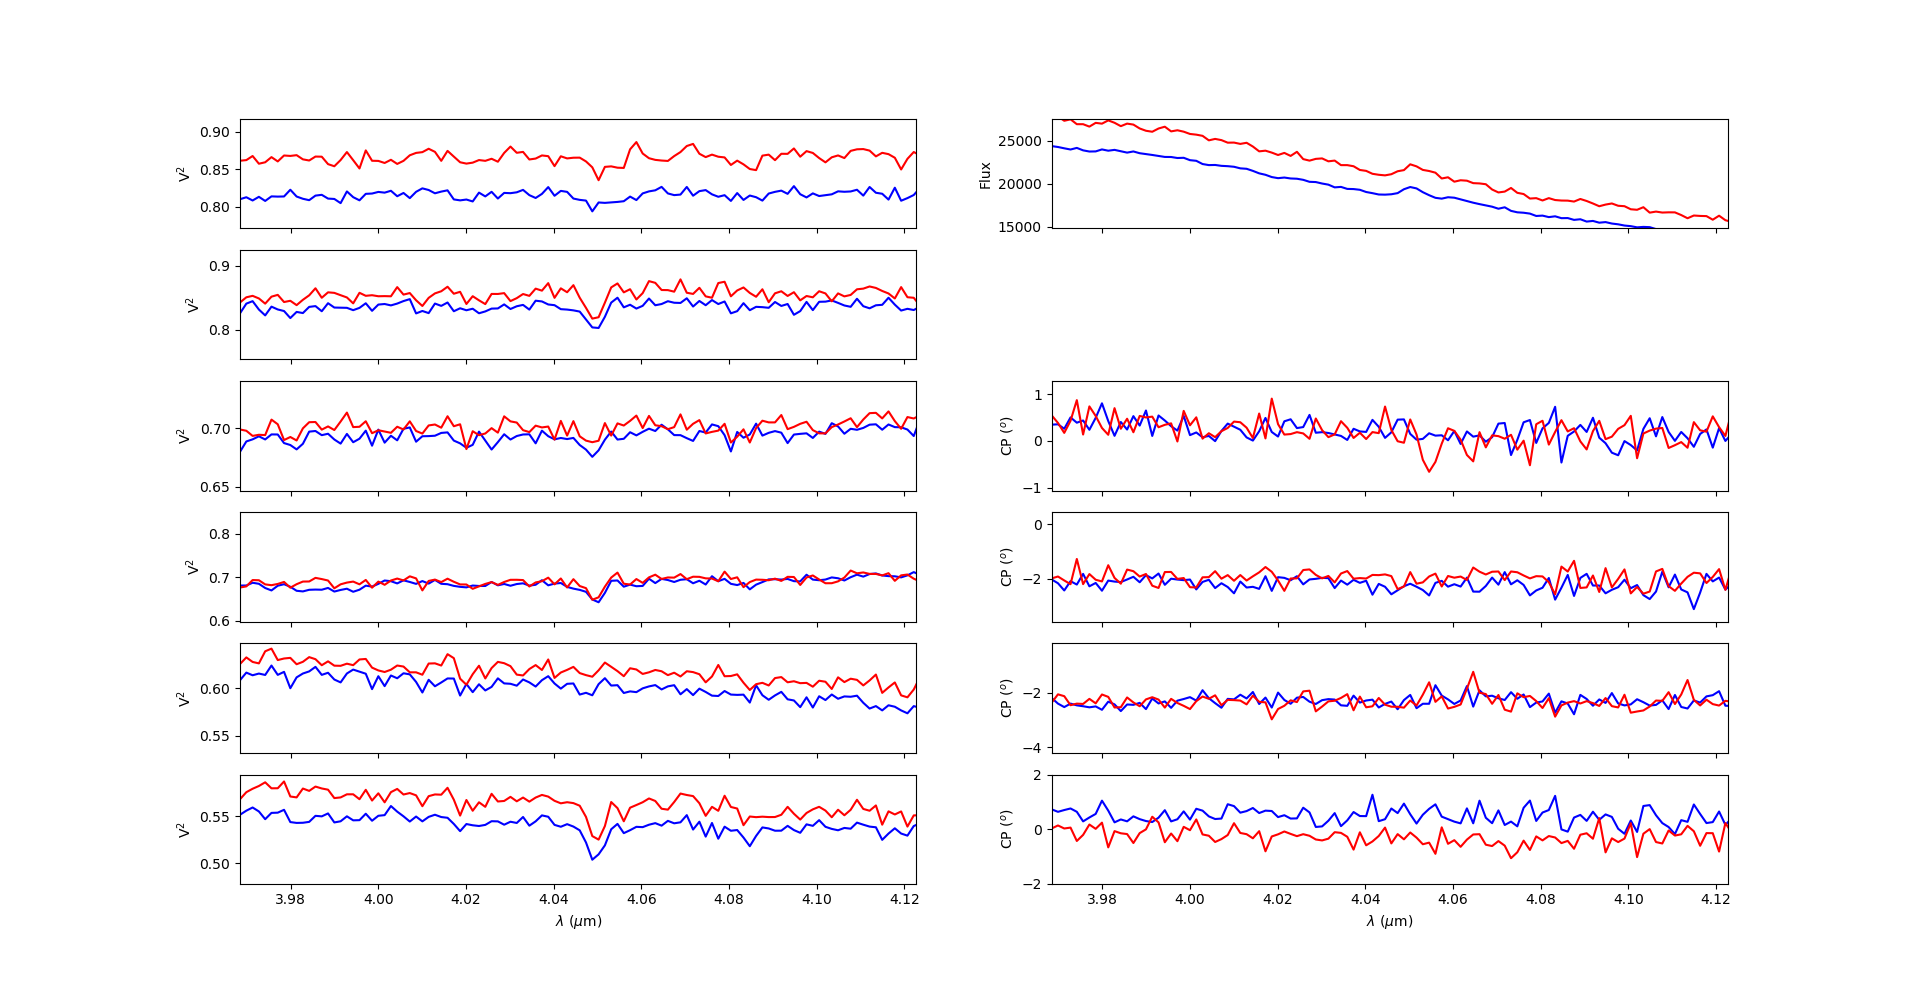 0.90
0.85
0.80
V²
25000
20000
15000
Flux
0.9
0.8
V²
0.70
0.65
V²
1
0
−1
CP (°)
0.8
0.7
0.6
V²
0
−2
CP (°)
0.60
0.55
V²
−2
−4
CP (°)
0.55
0.50
V²
2
0
−2
CP (°)
3.98 4.00 4.02 4.04 4.06 4.08 4.10 4.12
λ (μm)
3.98 4.00 4.02 4.04 4.06 4.08 4.10 4.12
λ (μm)